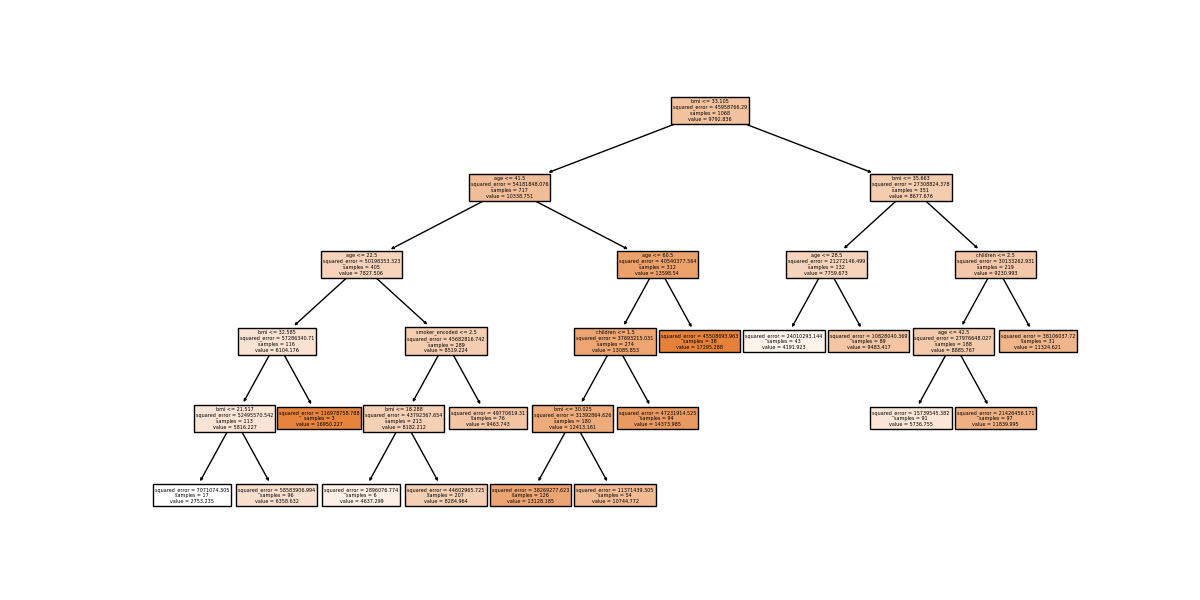 bmi <= 33.105
squared_error = 45958766.29
samples = 1068
value = 9792.836
age <= 41.5
squared_error = 54181848.076
samples = 717
value = 10338.751
bmi <= 35.663
squared_error = 27308824.378
samples = 351
value = 8677.676
age <= 22.5
squared_error = 50198353.323
samples = 405
value = 7827.506
age <= 60.5
squared_error = 40540377.564
samples = 312
value = 13598.54
age <= 28.5
squared_error = 21272146.499
samples = 132
value = 7759.673
children <= 2.5
squared_error = 30133262.931
samples = 219
value = 9230.993
bmi <= 32.585
squared_error = 57286340.71
samples = 116
value = 6104.176
smoker_encoded <= 2.5
squared_error = 45682816.742
samples = 289
value = 8519.224
children <= 1.5
squared_error = 37693215.031
samples = 274
value = 13085.853
squared_error = 45508693.963
samples = 38
value = 17295.288
squared_error = 24010293.144
samples = 43
value = 4191.923
squared_error = 10828040.369
samples = 89
value = 9483.417
age <= 42.5
squared_error = 27976648.027
samples = 188
value = 8885.767
squared_error = 38106037.72
samples = 31
value = 11324.621
bmi <= 21.517
squared_error = 52495570.542
samples = 113
value = 5816.227
squared_error = 116978758.788
samples = 3
value = 16950.227
bmi <= 18.288
squared_error = 43792367.654
samples = 213
value = 8182.212
squared_error = 49770619.31
samples = 76
value = 9463.743
bmi <= 30.025
squared_error = 31392864.626
samples = 180
value = 12413.161
squared_error = 47231914.525
samples = 94
value = 14373.985
squared_error = 15739545.382
samples = 91
value = 5736.755
squared_error = 21426456.171
samples = 97
value = 11839.995
squared_error = 7071074.305
samples = 17
value = 2753.235
squared_error = 58583906.994
samples = 96
value = 6358.632
squared_error = 2896076.774
samples = 6
value = 4637.299
squared_error = 44602965.725
samples = 207
value = 8284.964
squared_error = 38269277.623
samples = 126
value = 13128.185
squared_error = 11371439.305
samples = 54
value = 10744.772